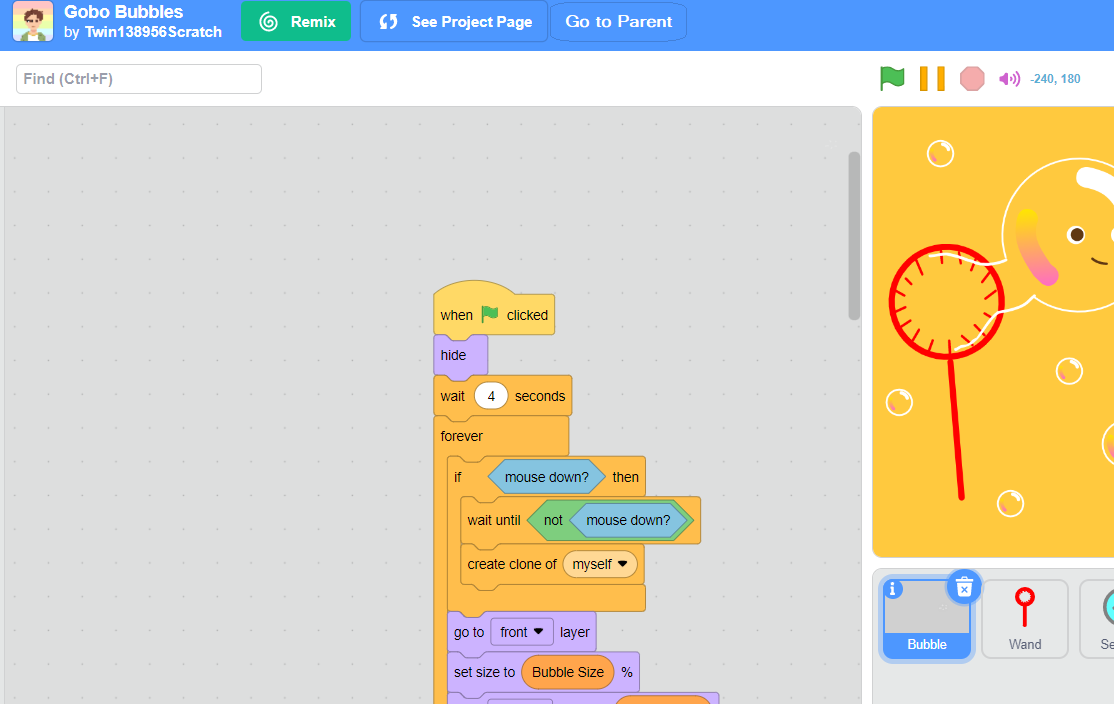 Gobo Bubbles
by Twin138956Scratch
Remix
See Project Page
Go to Parent
Find (Ctrl+F)
-240, 180
when clicked
hide
wait 4 seconds
forever
if mouse down? then
wait until not mouse down?
create clone of myself
go to front layer
set size to Bubble Size %
Bubble
Wand